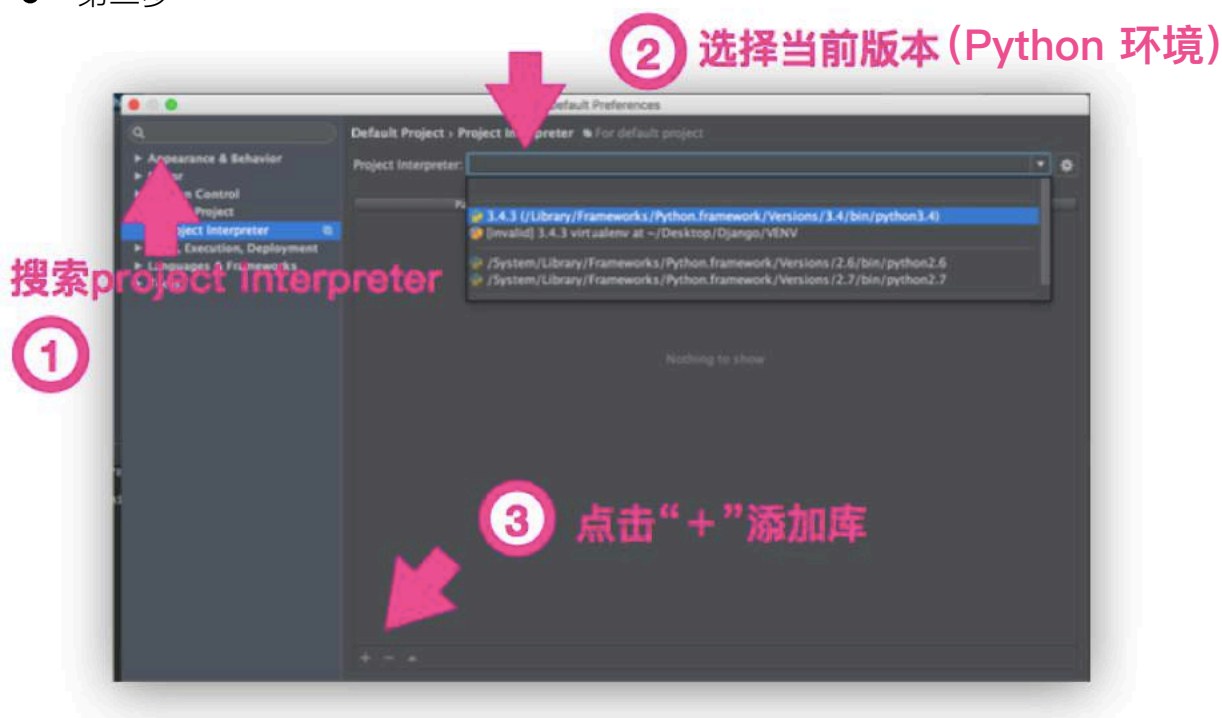 2 选择当前版本(Python 环境)
Default Preferences
Default Project › Project Interpreter For default project
Appearance & Behavior
Project Interpreter:
Control
Project
3.4.3 (/Library/Frameworks/Python.framework/Versions/3.4/bin/python3.4)
Interpreter
[invalid] 3.4.3 virtualenv at ~/Desktop/Django/VENV
Execution, Deployment
/System/Library/Frameworks/Python.framework/Versions/2.6/bin/python2.6
Languages & Frameworks
/System/Library/Frameworks/Python.framework/Versions/2.7/bin/python2.7
搜索project Interpreter
1
Nothing to show
3 点击“+”添加库